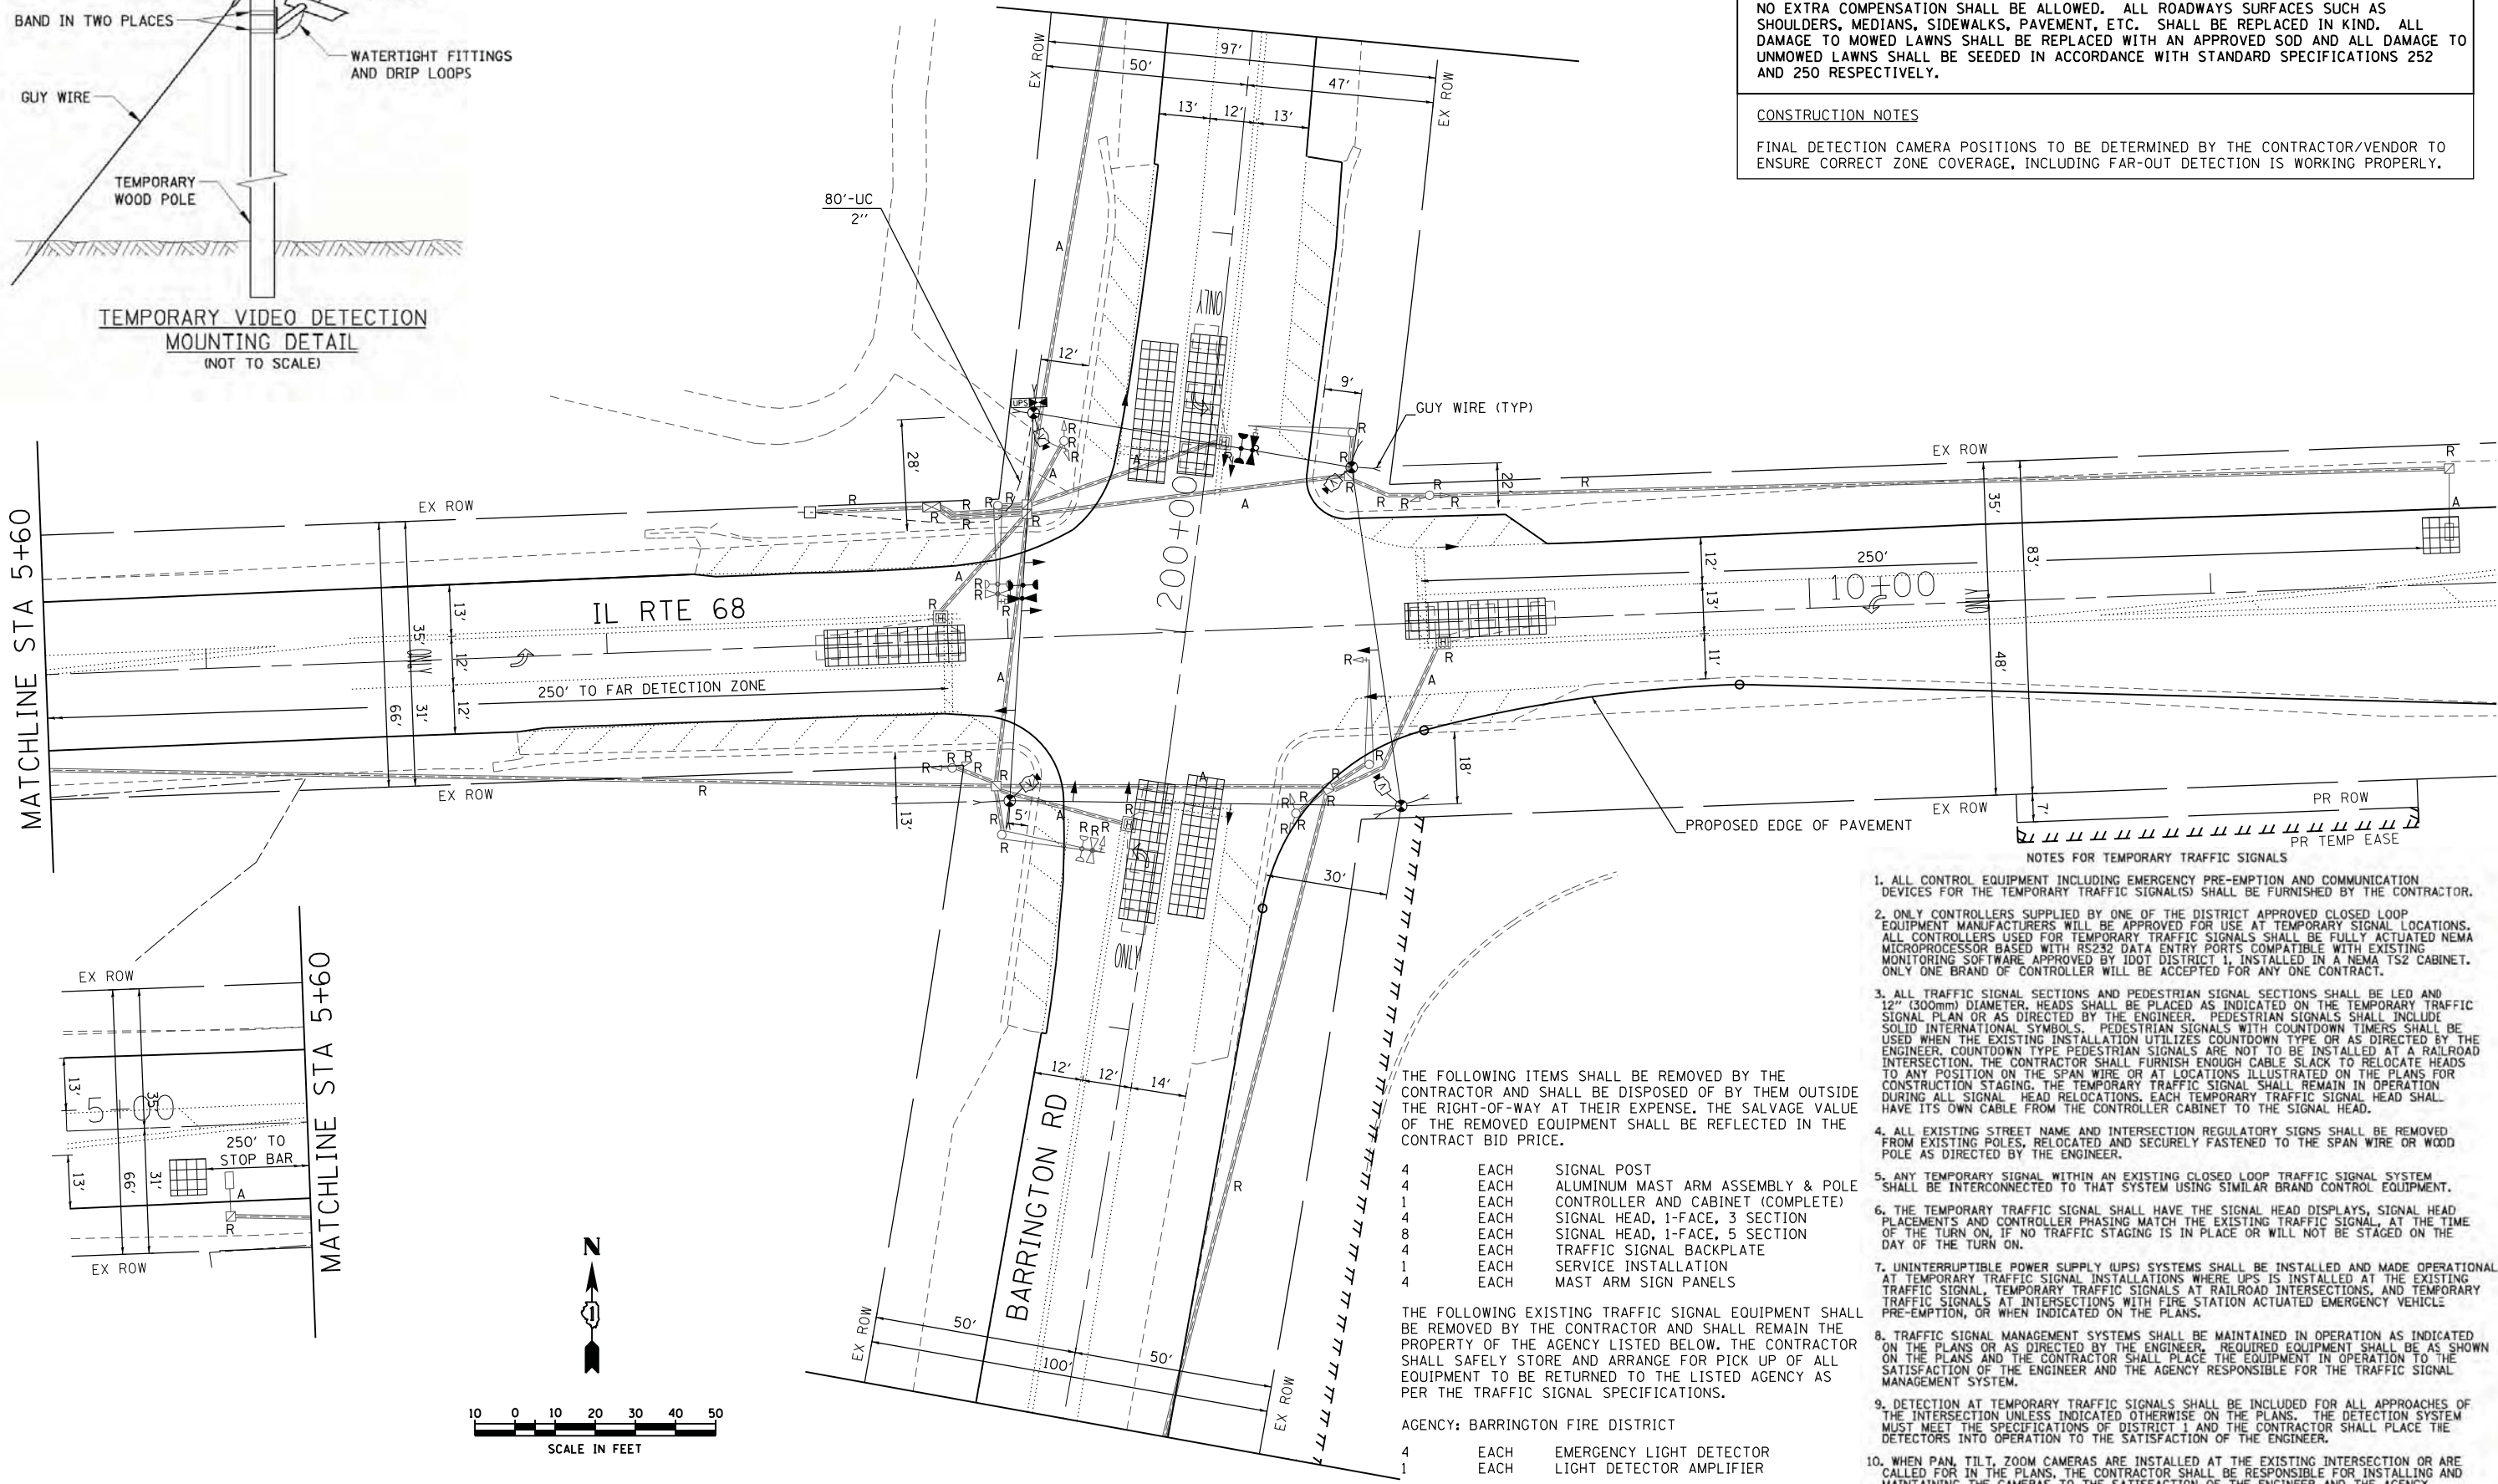 BAND IN TWO PLACES
WATERTIGHT FITTINGS
AND DRIP LOOPS
GUY WIRE
TEMPORARY
WOOD POLE
TEMPORARY VIDEO DETECTION
MOUNTING DETAIL
(NOT TO SCALE)
NO EXTRA COMPENSATION SHALL BE ALLOWED. ALL ROADWAYS SURFACES SUCH AS
SHOULDERS, MEDIANS, SIDEWALKS, PAVEMENT, ETC. SHALL BE REPLACED IN KIND. ALL
DAMAGE TO MOWED LAWNS SHALL BE REPLACED WITH AN APPROVED SOD AND ALL DAMAGE TO
UNMOWED LAWNS SHALL BE SEEDED IN ACCORDANCE WITH STANDARD SPECIFICATIONS 252
AND 250 RESPECTIVELY.
CONSTRUCTION NOTES
FINAL DETECTION CAMERA POSITIONS TO BE DETERMINED BY THE CONTRACTOR/VENDOR TO
ENSURE CORRECT ZONE COVERAGE, INCLUDING FAR-OUT DETECTION IS WORKING PROPERLY.
EX ROW
97'
50'
47'
EX ROW
13'
12'
13'
80'-UC
2"
A
ONLY
12'
9'
UPS
GUY WIRE (TYP)
28'
22'
EX ROW
EX ROW
R
A
MATCHLINE STA 5+60
IL RTE 68
200+00
10+00
250'
12'
13'
11'
35'
83'
48'
ONLY
13'
35'
ONLY
12'
12'
66'
31'
250' TO FAR DETECTION ZONE
EX ROW
R
13'
5'
18'
30'
PROPOSED EDGE OF PAVEMENT
EX ROW
7'
PR ROW
PR TEMP EASE
ONLY
12'
12'
14'
BARRINGTON RD
R
EX ROW
50'
100'
50'
EX ROW
EX ROW
MATCHLINE STA 5+60
13'
5+00
35'
250' TO
STOP BAR
13'
66'
31'
A
R
EX ROW
N
1
10 0 10 20 30 40 50
SCALE IN FEET
THE FOLLOWING ITEMS SHALL BE REMOVED BY THE
CONTRACTOR AND SHALL BE DISPOSED OF BY THEM OUTSIDE
THE RIGHT-OF-WAY AT THEIR EXPENSE. THE SALVAGE VALUE
OF THE REMOVED EQUIPMENT SHALL BE REFLECTED IN THE
CONTRACT BID PRICE.
4 EACH SIGNAL POST
4 EACH ALUMINUM MAST ARM ASSEMBLY & POLE
1 EACH CONTROLLER AND CABINET (COMPLETE)
4 EACH SIGNAL HEAD, 1-FACE, 3 SECTION
8 EACH SIGNAL HEAD, 1-FACE, 5 SECTION
4 EACH TRAFFIC SIGNAL BACKPLATE
1 EACH SERVICE INSTALLATION
4 EACH MAST ARM SIGN PANELS
THE FOLLOWING EXISTING TRAFFIC SIGNAL EQUIPMENT SHALL
BE REMOVED BY THE CONTRACTOR AND SHALL REMAIN THE
PROPERTY OF THE AGENCY LISTED BELOW. THE CONTRACTOR
SHALL SAFELY STORE AND ARRANGE FOR PICK UP OF ALL
EQUIPMENT TO BE RETURNED TO THE LISTED AGENCY AS
PER THE TRAFFIC SIGNAL SPECIFICATIONS.
AGENCY: BARRINGTON FIRE DISTRICT
4 EACH EMERGENCY LIGHT DETECTOR
1 EACH LIGHT DETECTOR AMPLIFIER
NOTES FOR TEMPORARY TRAFFIC SIGNALS
1. ALL CONTROL EQUIPMENT INCLUDING EMERGENCY PRE-EMPTION AND COMMUNICATION
DEVICES FOR THE TEMPORARY TRAFFIC SIGNAL(S) SHALL BE FURNISHED BY THE CONTRACTOR.
2. ONLY CONTROLLERS SUPPLIED BY ONE OF THE DISTRICT APPROVED CLOSED LOOP
EQUIPMENT MANUFACTURERS WILL BE APPROVED FOR USE AT TEMPORARY SIGNAL LOCATIONS.
ALL CONTROLLERS USED FOR TEMPORARY TRAFFIC SIGNALS SHALL BE FULLY ACTUATED NEMA
MICROPROCESSOR BASED WITH RS232 DATA ENTRY PORTS COMPATIBLE WITH EXISTING
MONITORING SOFTWARE APPROVED BY IDOT DISTRICT 1, INSTALLED IN A NEMA TS2 CABINET.
ONLY ONE BRAND OF CONTROLLER WILL BE ACCEPTED FOR ANY ONE CONTRACT.
3. ALL TRAFFIC SIGNAL SECTIONS AND PEDESTRIAN SIGNAL SECTIONS SHALL BE LED AND
12" (300mm) DIAMETER. HEADS SHALL BE PLACED AS INDICATED ON THE TEMPORARY TRAFFIC
SIGNAL PLAN OR AS DIRECTED BY THE ENGINEER. PEDESTRIAN SIGNALS SHALL INCLUDE
SOLID INTERNATIONAL SYMBOLS. PEDESTRIAN SIGNALS WITH COUNTDOWN TIMERS SHALL BE
USED WHEN THE EXISTING INSTALLATION UTILIZES COUNTDOWN TYPE OR AS DIRECTED BY THE
ENGINEER. COUNTDOWN TYPE PEDESTRIAN SIGNALS ARE NOT TO BE INSTALLED AT A RAILROAD
INTERSECTION. THE CONTRACTOR SHALL FURNISH ENOUGH CABLE SLACK TO RELOCATE HEADS
TO ANY POSITION ON THE SPAN WIRE OR AT LOCATIONS ILLUSTRATED ON THE PLANS FOR
CONSTRUCTION STAGING. THE TEMPORARY TRAFFIC SIGNAL SHALL REMAIN IN OPERATION
DURING ALL SIGNAL HEAD RELOCATIONS. EACH TEMPORARY TRAFFIC SIGNAL HEAD SHALL
HAVE ITS OWN CABLE FROM THE CONTROLLER CABINET TO THE SIGNAL HEAD.
4. ALL EXISTING STREET NAME AND INTERSECTION REGULATORY SIGNS SHALL BE REMOVED
FROM EXISTING POLES, RELOCATED AND SECURELY FASTENED TO THE SPAN WIRE OR WOOD
POLE AS DIRECTED BY THE ENGINEER.
5. ANY TEMPORARY SIGNAL WITHIN AN EXISTING CLOSED LOOP TRAFFIC SIGNAL SYSTEM
SHALL BE INTERCONNECTED TO THAT SYSTEM USING SIMILAR BRAND CONTROL EQUIPMENT.
6. THE TEMPORARY TRAFFIC SIGNAL SHALL HAVE THE SIGNAL HEAD DISPLAYS, SIGNAL HEAD
PLACEMENTS AND CONTROLLER PHASING MATCH THE EXISTING TRAFFIC SIGNAL, AT THE TIME
OF THE TURN ON, IF NO TRAFFIC STAGING IS IN PLACE OR WILL NOT BE STAGED ON THE
DAY OF THE TURN ON.
7. UNINTERRUPTIBLE POWER SUPPLY (UPS) SYSTEMS SHALL BE INSTALLED AND MADE OPERATIONAL
AT TEMPORARY TRAFFIC SIGNAL INSTALLATIONS WHERE UPS IS INSTALLED AT THE EXISTING
TRAFFIC SIGNAL, TEMPORARY TRAFFIC SIGNALS AT RAILROAD INTERSECTIONS, AND TEMPORARY
TRAFFIC SIGNALS AT INTERSECTIONS WITH FIRE STATION ACTUATED EMERGENCY VEHICLE
PRE-EMPTION, OR WHEN INDICATED ON THE PLANS.
8. TRAFFIC SIGNAL MANAGEMENT SYSTEMS SHALL BE MAINTAINED IN OPERATION AS INDICATED
ON THE PLANS OR AS DIRECTED BY THE ENGINEER. REQUIRED EQUIPMENT SHALL BE AS SHOWN
ON THE PLANS AND THE CONTRACTOR SHALL PLACE THE EQUIPMENT IN OPERATION TO THE
SATISFACTION OF THE ENGINEER AND THE AGENCY RESPONSIBLE FOR THE TRAFFIC SIGNAL
MANAGEMENT SYSTEM.
9. DETECTION AT TEMPORARY TRAFFIC SIGNALS SHALL BE INCLUDED FOR ALL APPROACHES OF
THE INTERSECTION UNLESS INDICATED OTHERWISE ON THE PLANS. THE DETECTION SYSTEM
MUST MEET THE SPECIFICATIONS OF DISTRICT 1 AND THE CONTRACTOR SHALL PLACE THE
DETECTORS INTO OPERATION TO THE SATISFACTION OF THE ENGINEER.
10. WHEN PAN, TILT, ZOOM CAMERAS ARE INSTALLED AT THE EXISTING INTERSECTION OR ARE
CALLED FOR IN THE PLANS, THE CONTRACTOR SHALL BE RESPONSIBLE FOR INSTALLING AND
MAINTAINING THE CAMERAS TO THE SATISFACTION OF THE ENGINEER AND THE AGENCY